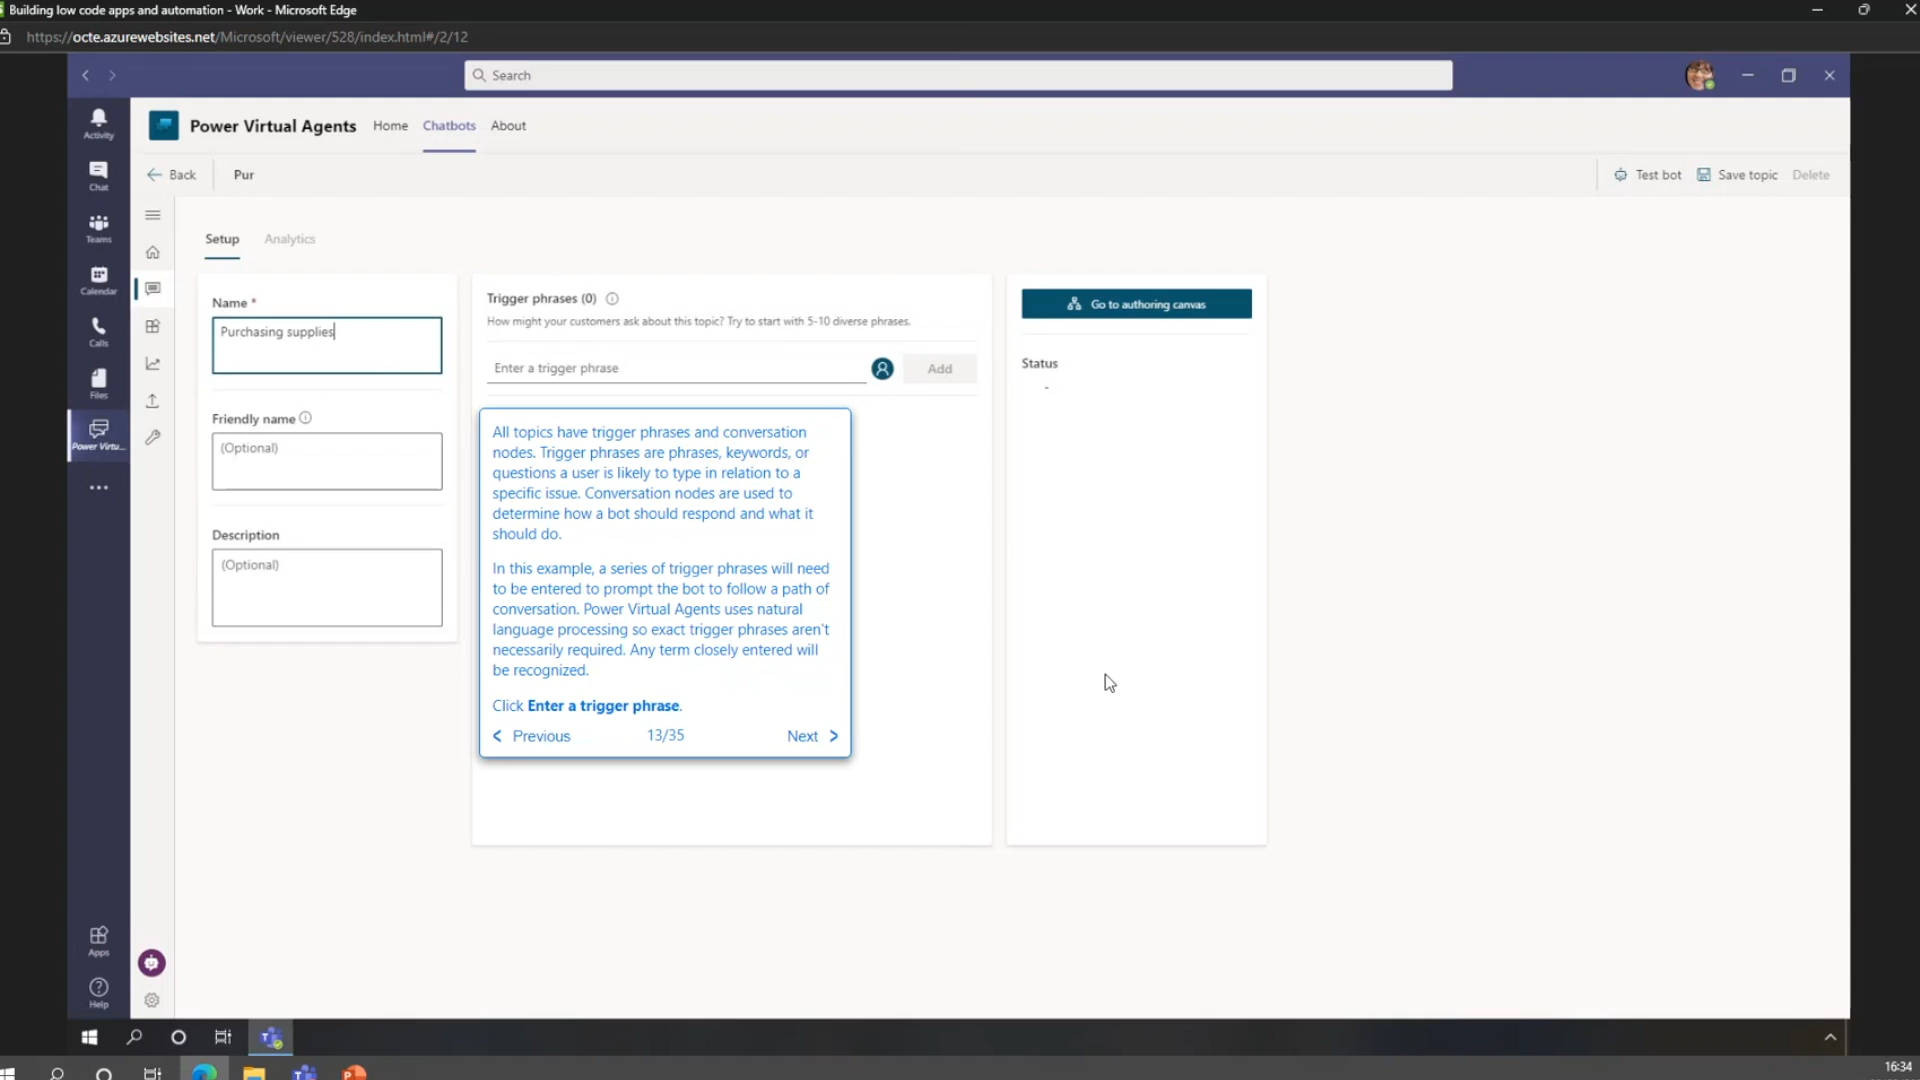 Building low code apps and automation - Work - Microsoft Edge
https://octe.azurewebsites.net/Microsoft/viewer/528/index.html#/2/12
Search
Activity
Chat
Teams
Calendar
Calls
Files
Power Virtu...
Apps
Help
Power Virtual Agents
Home
Chatbots
About
Back
Pur
Test bot
Save topic
Delete
Setup
Analytics
Name *
Purchasing supplies
Friendly name
(Optional)
Description
(Optional)
Trigger phrases (0)
How might your customers ask about this topic? Try to start with 5-10 diverse phrases.
Enter a trigger phrase
Add
All topics have trigger phrases and conversation
nodes. Trigger phrases are phrases, keywords, or
questions a user is likely to type in relation to a
specific issue. Conversation nodes are used to
determine how a bot should respond and what it
should do.
In this example, a series of trigger phrases will need
to be entered to prompt the bot to follow a path of
conversation. Power Virtual Agents uses natural
language processing so exact trigger phrases aren't
necessarily required. Any term closely entered will
be recognized.
Click Enter a trigger phrase.
Previous
13/35
Next
Go to authoring canvas
Status
-
16:34